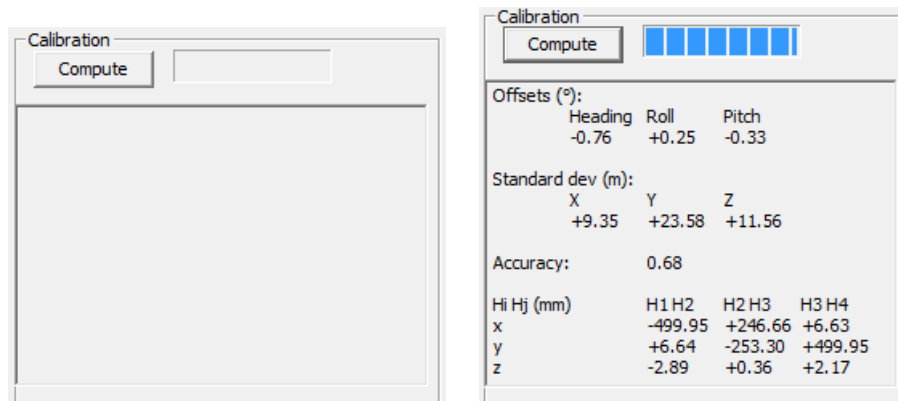 Calibration
Compute
Calibration
Compute
Offsets (°):
Heading Roll Pitch
-0.76 +0.25 -0.33
Standard dev (m):
X Y Z
+9.35 +23.58 +11.56
Accuracy: 0.68
Hi Hj (mm) H1 H2 H2 H3 H3 H4
x -499.95 +246.66 +6.63
y +6.64 -253.30 +499.95
z -2.89 +0.36 +2.17